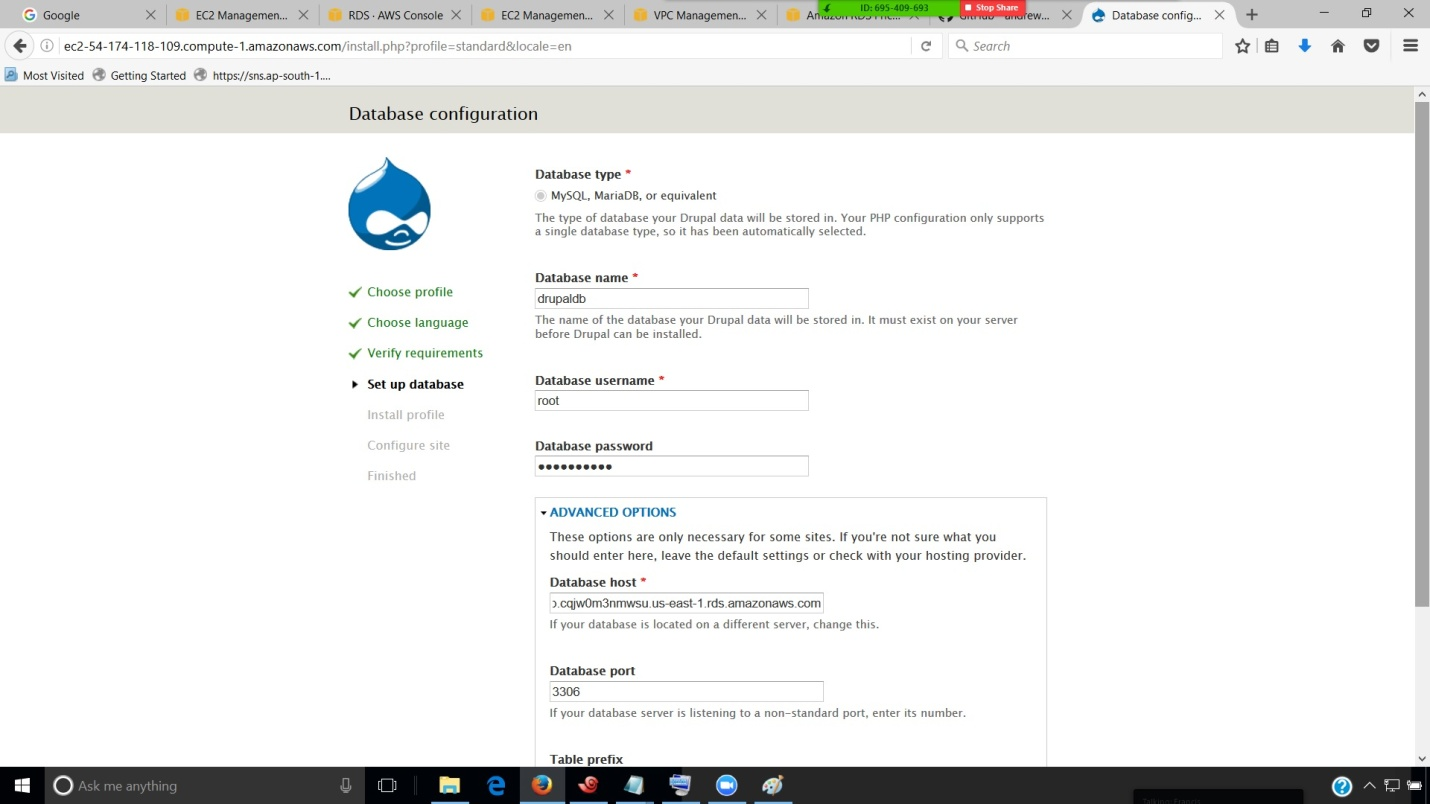 Google
EC2 Managemen...
RDS · AWS Console
EC2 Managemen...
VPC Managemen...
ID: 695-409-693
Stop Share
Database config...
ec2-54-174-118-109.compute-1.amazonaws.com/install.php?profile=standard&locale=en
Search
Most Visited
Getting Started
https://sns.ap-south-1....
Database configuration
Database type *
MySQL, MariaDB, or equivalent
The type of database your Drupal data will be stored in. Your PHP configuration only supports
a single database type, so it has been automatically selected.
Database name *
drupaldb
The name of the database your Drupal data will be stored in. It must exist on your server
before Drupal can be installed.
Choose profile
Choose language
Verify requirements
Set up database
Install profile
Configure site
Finished
Database username *
root
Database password
••••••••••
ADVANCED OPTIONS
These options are only necessary for some sites. If you're not sure what you
should enter here, leave the default settings or check with your hosting provider.
Database host *
.cqjw0m3nmwsu.us-east-1.rds.amazonaws.com
If your database is located on a different server, change this.
Database port
3306
If your database server is listening to a non-standard port, enter its number.
Table prefix
Ask me anything